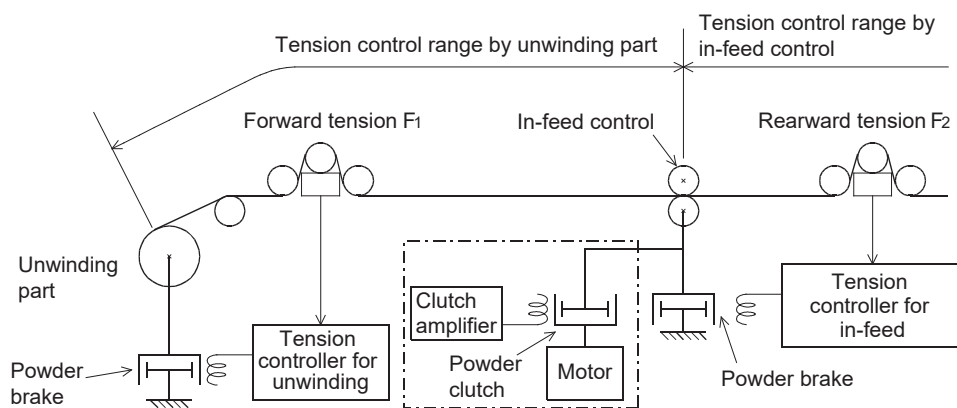 Tension control range by unwinding part
Tension control range by
in-feed control
Forward tension F1
In-feed control
Rearward tension F2
Unwinding
part
Clutch
amplifier
Tension
controller for
in-feed
Tension
controller for
unwinding
Powder
brake
Powder
clutch
Motor
Powder brake